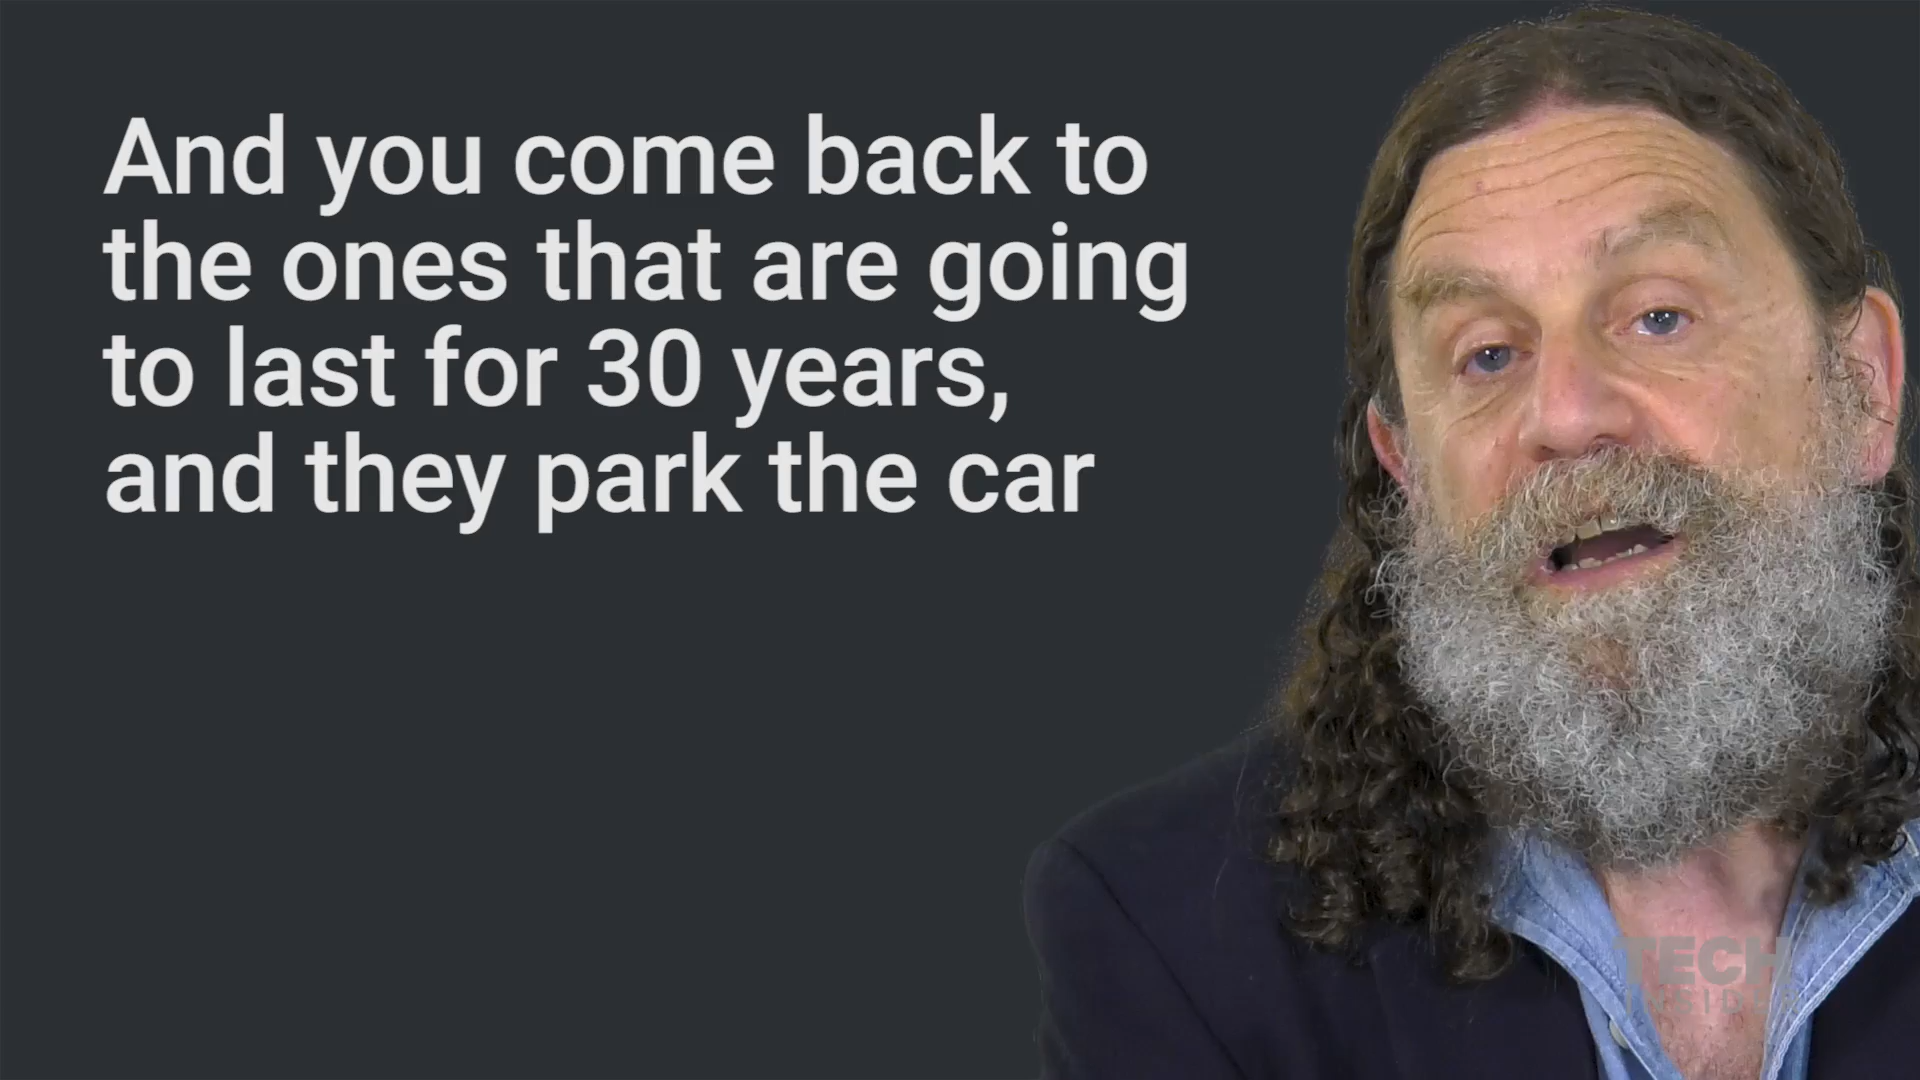 And you come back to
the ones that are going
to last for 30 years,
and they park the car
TECH
INSIDER